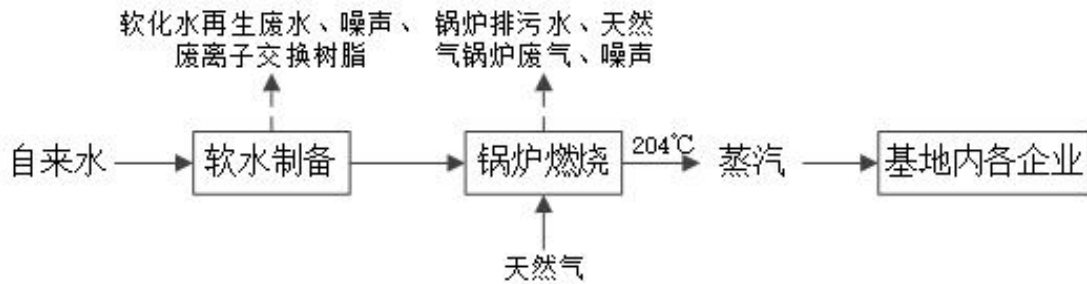 软化水再生废水、噪声、
废离子交换树脂
锅炉排污水、天然
气锅炉废气、噪声
自来水
软水制备
锅炉燃烧
204℃
蒸汽
基地内各企业
天然气